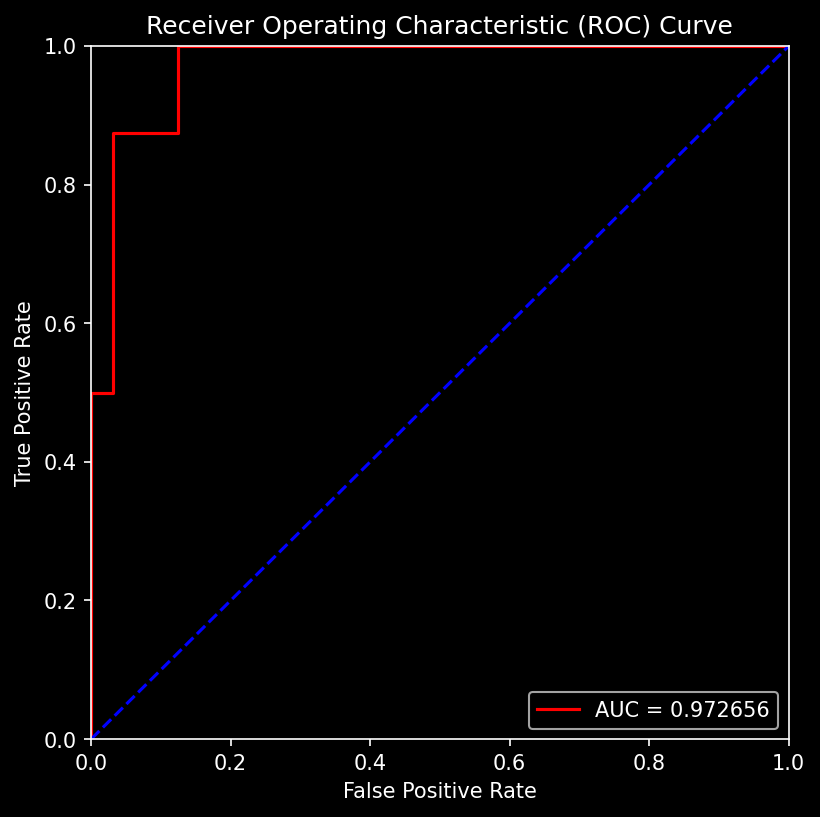 Receiver Operating Characteristic (ROC) Curve
1.0
0.8
0.6
0.4
0.2
0.0
True Positive Rate
AUC = 0.972656
0.0 0.2 0.4 0.6 0.8 1.0
False Positive Rate